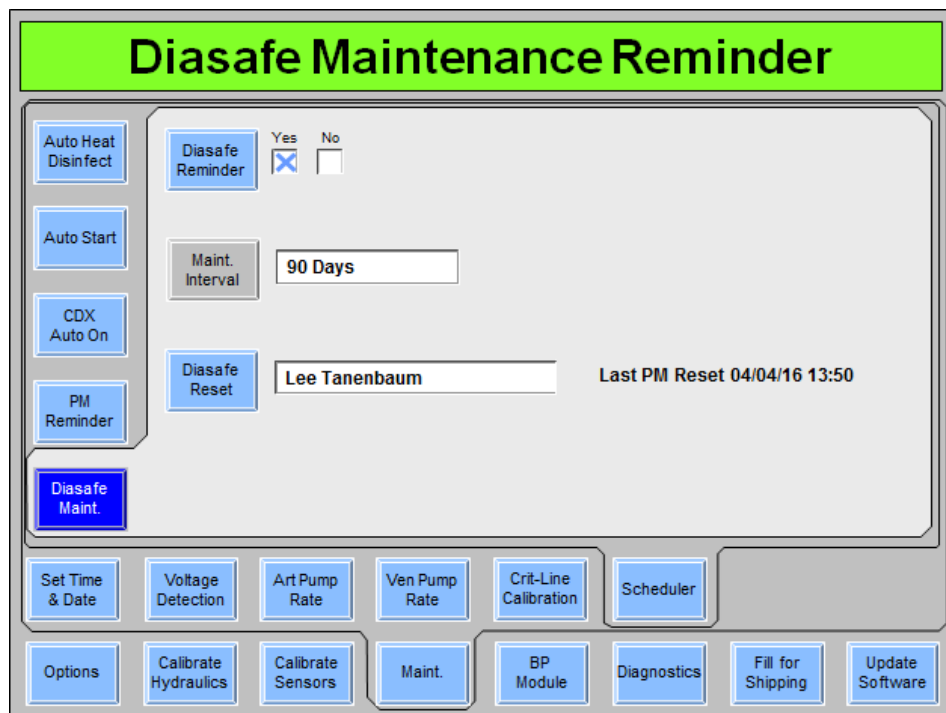 Diasafe Maintenance Reminder
Auto Heat
Disinfect
Auto Start
CDX
Auto On
PM
Reminder
Diasafe
Maint.
Diasafe
Reminder
Yes No
Maint.
Interval
90 Days
Diasafe
Reset
Lee Tanenbaum
Last PM Reset 04/04/16 13:50
Set Time
& Date
Voltage
Detection
Art Pump
Rate
Ven Pump
Rate
Crit-Line
Calibration
Scheduler
Options
Calibrate
Hydraulics
Calibrate
Sensors
Maint.
BP
Module
Diagnostics
Fill for
Shipping
Update
Software